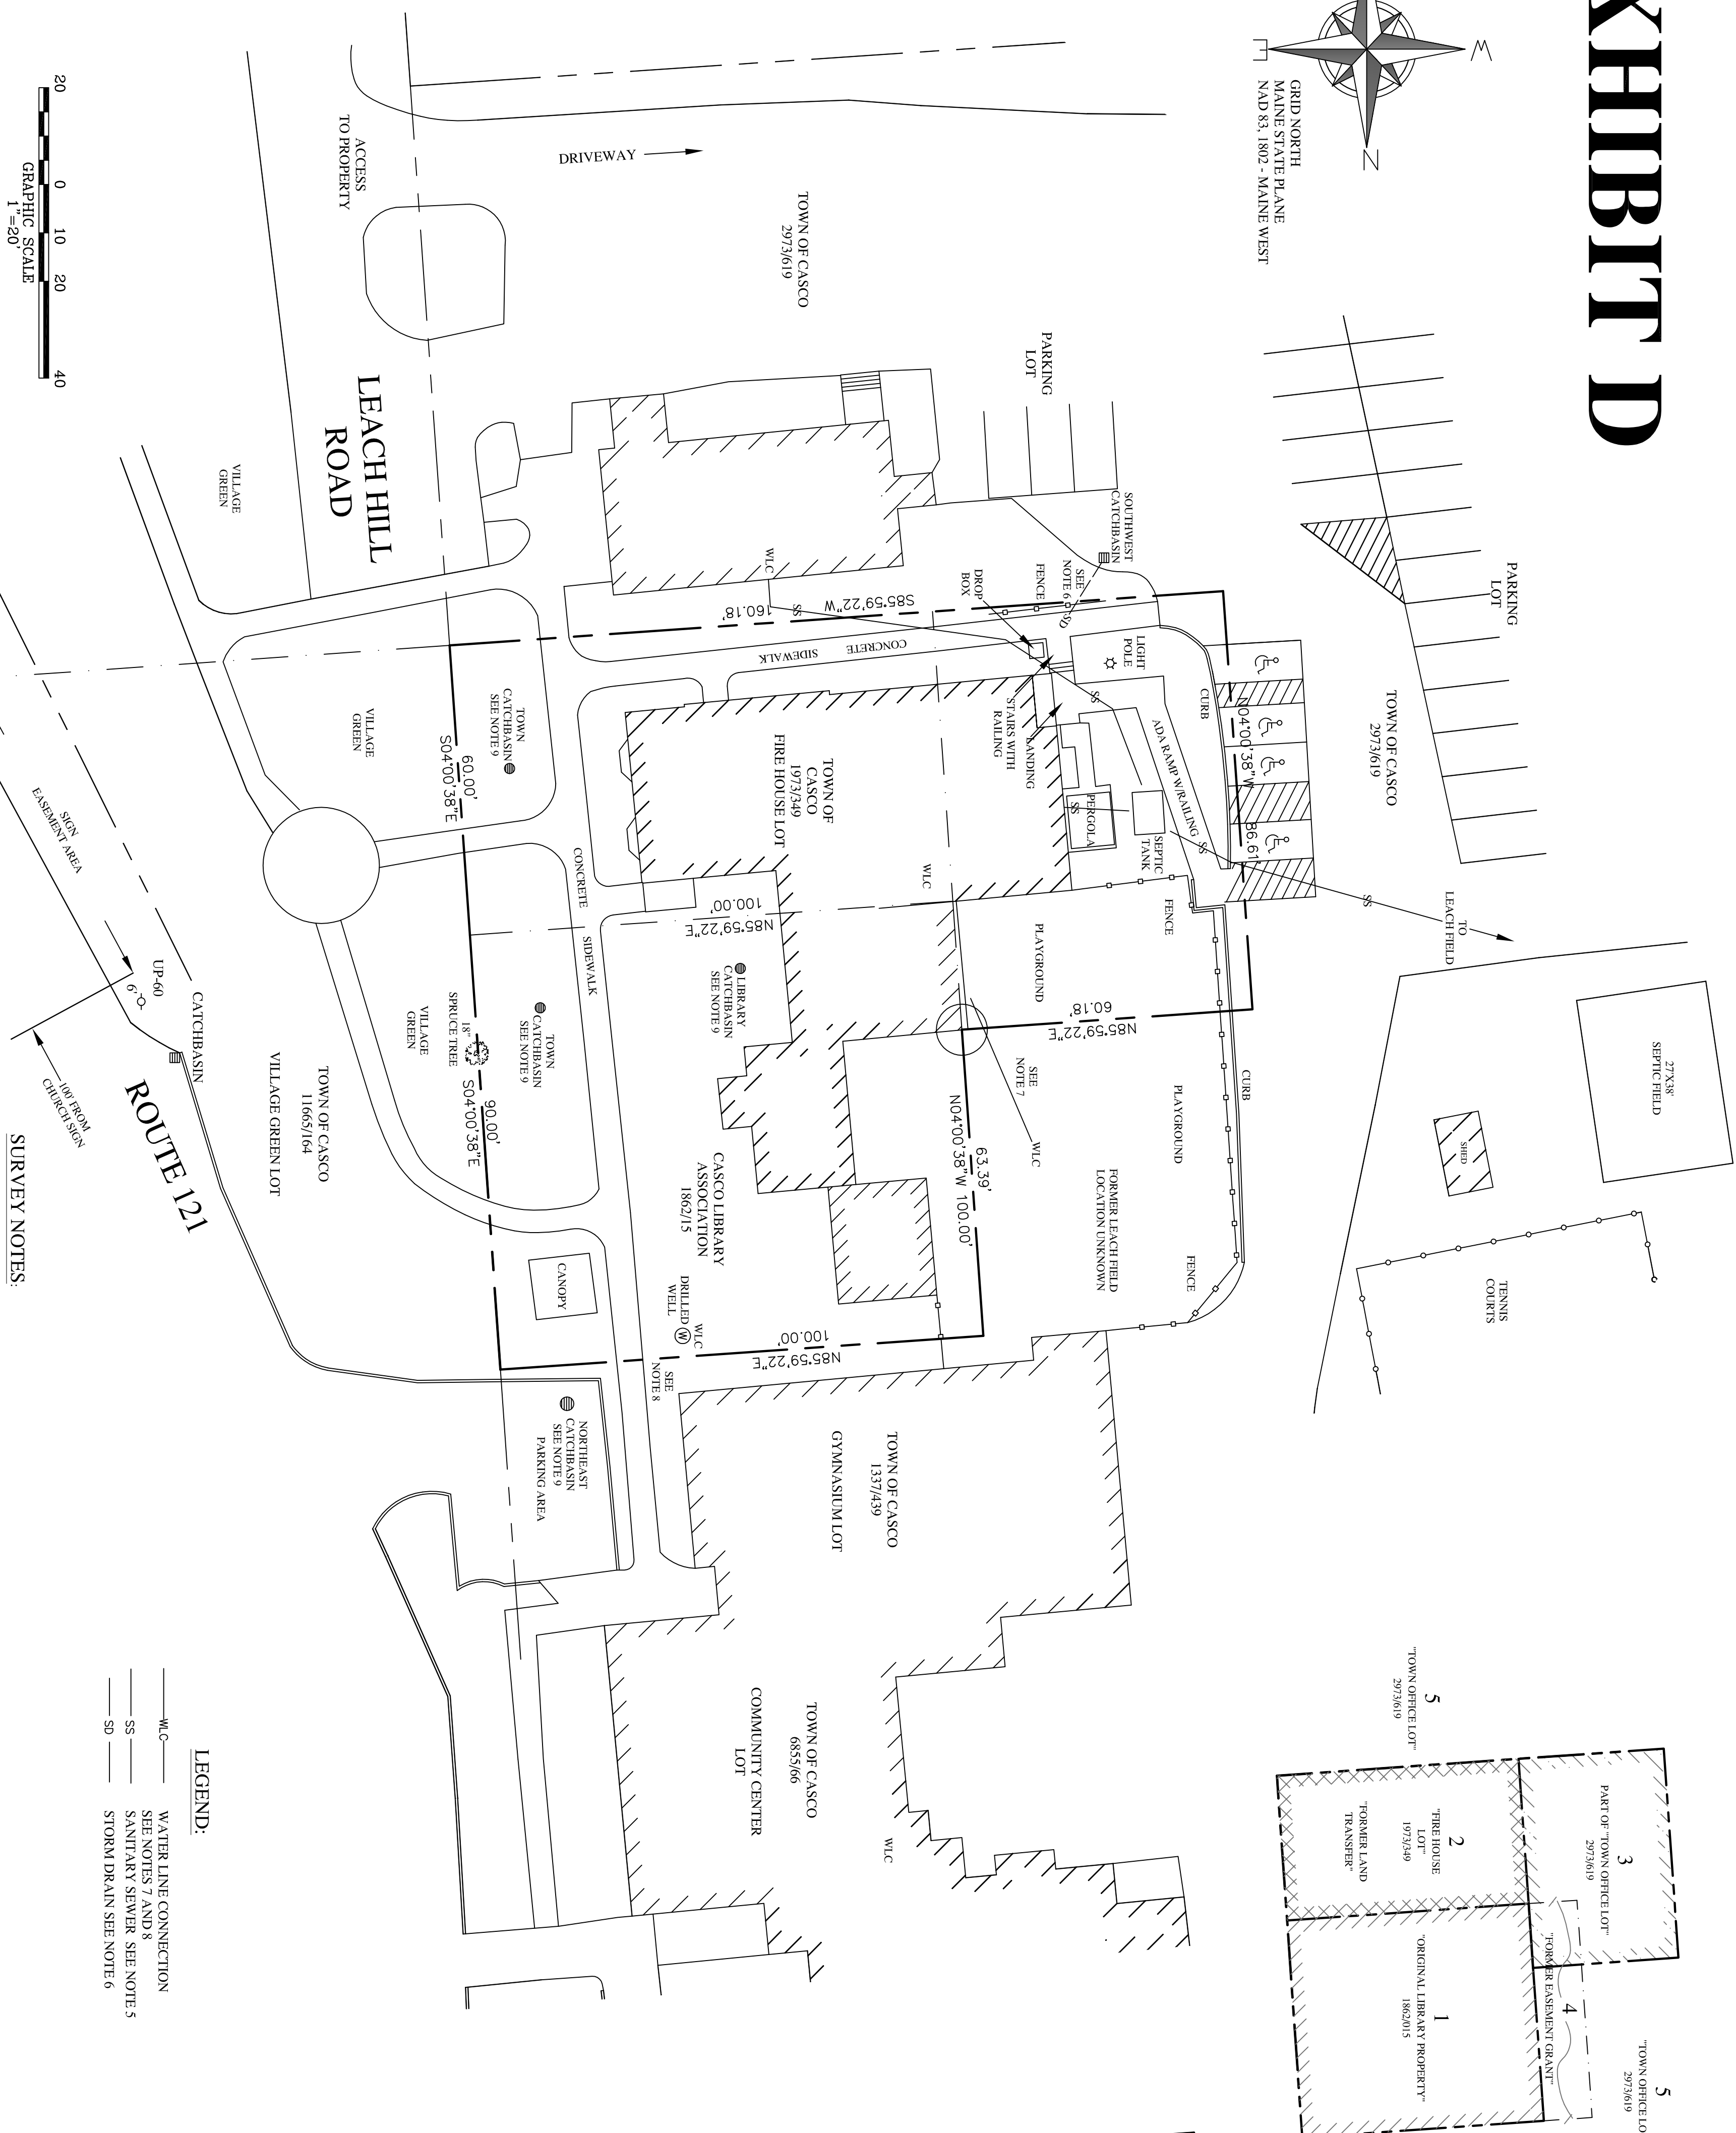 XHIBIT D
W
N
E
GRID NORTH
MAINE STATE PLANE
NAD 83, 1802 - MAINE WEST
PARKING
LOT
TOWN OF CASCO
2973/619
PARKING
LOT
SOUTHWEST
CATCHBASIN
TOWN OF CASCO
2973/619
DRIVEWAY
ACCESS
TO PROPERTY
LEACH HILL
ROAD
20
0
10
20
40
GRAPHIC SCALE
1"=20'
VILLAGE
GREEN
SEE
NOTE 6
SD
FENCE
DROP
BOX
WLC
SS
S85°59'22"W
160.18'
CONCRETE SIDEWALK
LIGHT
POLE
CURB
N04°00'38"W
86.61'
SS
STAIRS WITH
RAILING
LANDING
ADA RAMP W/RAILING
SS
PERGOLA
SS
SEPTIC
TANK
SS
TO
LEACH FIELD
27'X38'
SEPTIC FIELD
SHED
TENNIS
COURTS
TOWN OF
CASCO
1973/349
FIRE HOUSE LOT
WLC
FENCE
PLAYGROUND
60.18'
N85°59'22"E
PLAYGROUND
CURB
FENCE
FORMER LEACH FIELD
LOCATION UNKNOWN
SEE
NOTE 7
WLC
63.39'
N04°00'38"W 100.00'
TOWN
CATCHBASIN
SEE NOTE 9
VILLAGE
GREEN
60.00'
S04°00'38"E
CONCRETE
SIDEWALK
100.00'
N85°59'22"E
LIBRARY
CATCHBASIN
SEE NOTE 9
TOWN
CATCHBASIN
SEE NOTE 9
18"
SPRUCE TREE
VILLAGE
GREEN
90.00'
S04°00'38"E
CASCO LIBRARY
ASSOCIATION
1862/15
CANOPY
DRILLED
WELL
W
WLC
100.00'
N85°59'22"E
SEE
NOTE 8
SIGN
EASEMENT AREA
UP-60
6'
CATCHBASIN
100' FROM
CHURCH SIGN
ROUTE 121
TOWN OF CASCO
11665/164
VILLAGE GREEN LOT
SURVEY NOTES:
NORTHEAST
CATCHBASIN
SEE NOTE 9
PARKING AREA
TOWN OF CASCO
1337/439
GYMNASIUM LOT
TOWN OF CASCO
6855/66
COMMUNITY CENTER
LOT
WLC
5
"TOWN OFFICE LOT"
2973/619
3
PART OF "TOWN OFFICE LOT"
2973/619
2
"FIRE HOUSE
LOT"
1973/349
"FORMER LAND
TRANSFER"
4
"FORMER EASEMENT GRANT"
1
"ORIGINAL LIBRARY PROPERTY"
1862/015
5
"TOWN OFFICE LO
2973/619
LEGEND:
WLC WATER LINE CONNECTION
SEE NOTES 7 AND 8
SS SANITARY SEWER SEE NOTE 5
SD STORM DRAIN SEE NOTE 6